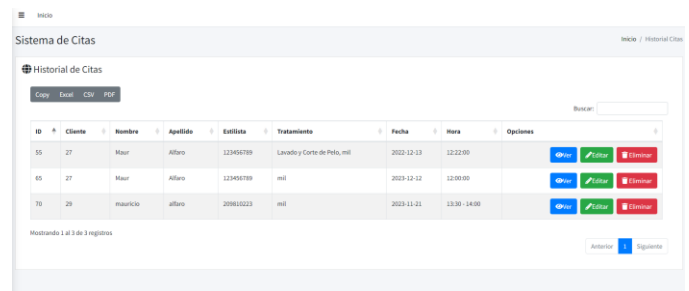 Inicio
Sistema de Citas
Inicio / Historial Citas
Historial de Citas
Copy Excel CSV PDF
Buscar:
ID Cliente Nombre Apellido Estilista Tratamiento Fecha Hora Opciones
55 27 Maur Alfaro 123456789 Lavado y Corte de Pelo, mil 2022-12-13 12:22:00 Ver Editar Eliminar
65 27 Maur Alfaro 123456789 mil 2023-12-12 12:00:00 Ver Editar Eliminar
70 29 mauricio alfaro 209810223 mil 2023-11-21 13:30 - 14:00 Ver Editar Eliminar
Mostrando 1 al 3 de 3 registros
Anterior 1 Siguiente